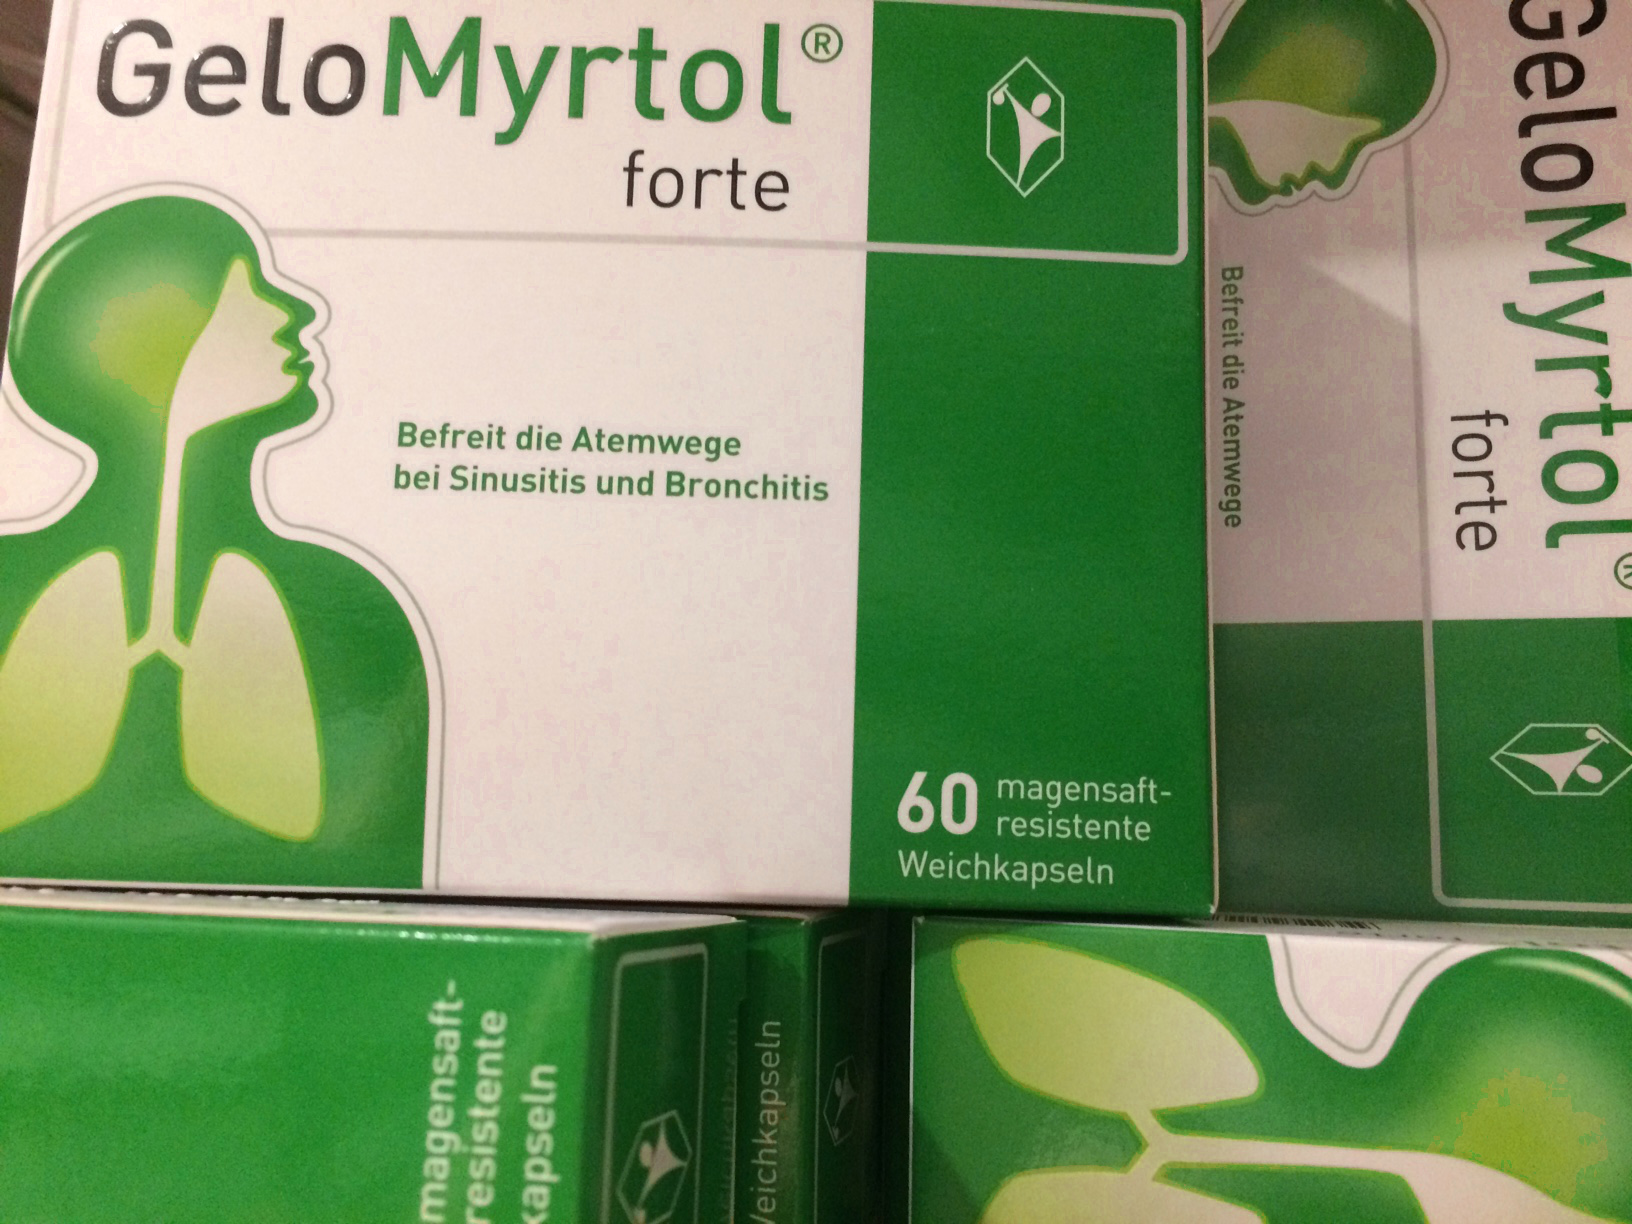 GeloMyrtol®
forte
Befreit die Atemwege
bei Sinusitis und Bronchitis
60 magensaft-
resistente
Weichkapseln
GeloMyrtol®
forte
Befreit die Atemwege
magensaft-
resistente
kapseln
Weichkapseln